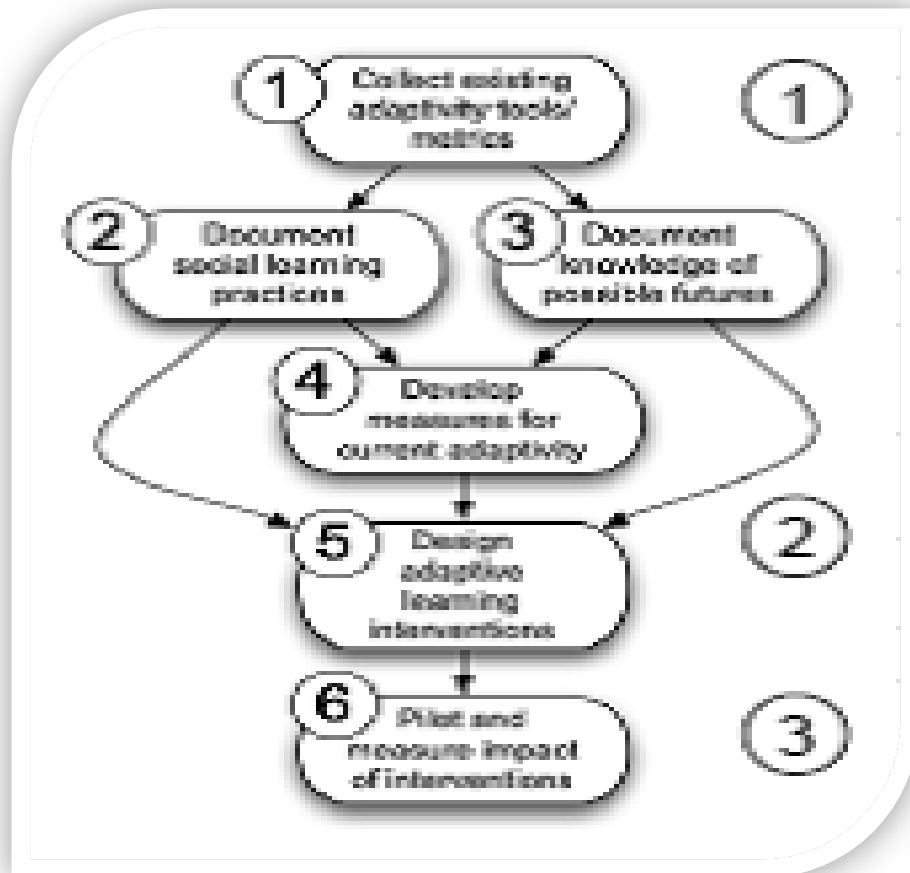 1
Collect existing
adaptivity tools/
metrics
1
2
Document
social learning
practices
3
Document
knowledge of
possible futures
4
Develop
measures for
current adaptivity
5
Design
adaptive
learning
interventions
2
6
Pilot and
measure impact
of interventions
3